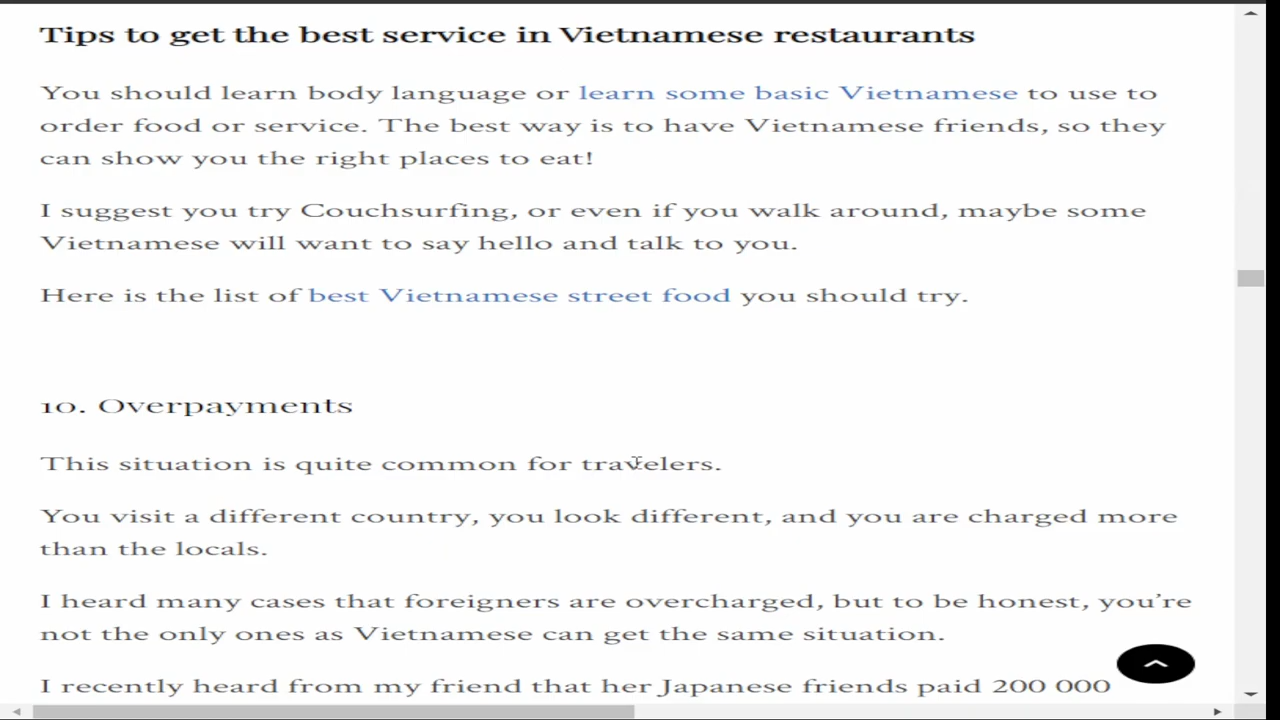 Tips to get the best service in Vietnamese restaurants
You should learn body language or learn some basic Vietnamese to use to
order food or service. The best way is to have Vietnamese friends, so they
can show you the right places to eat!
I suggest you try Couchsurfing, or even if you walk around, maybe some
Vietnamese will want to say hello and talk to you.
Here is the list of best Vietnamese street food you should try.
10. Overpayments
This situation is quite common for travelers.
You visit a different country, you look different, and you are charged more
than the locals.
I heard many cases that foreigners are overcharged, but to be honest, you’re
not the only ones as Vietnamese can get the same situation.
I recently heard from my friend that her Japanese friends paid 200 000